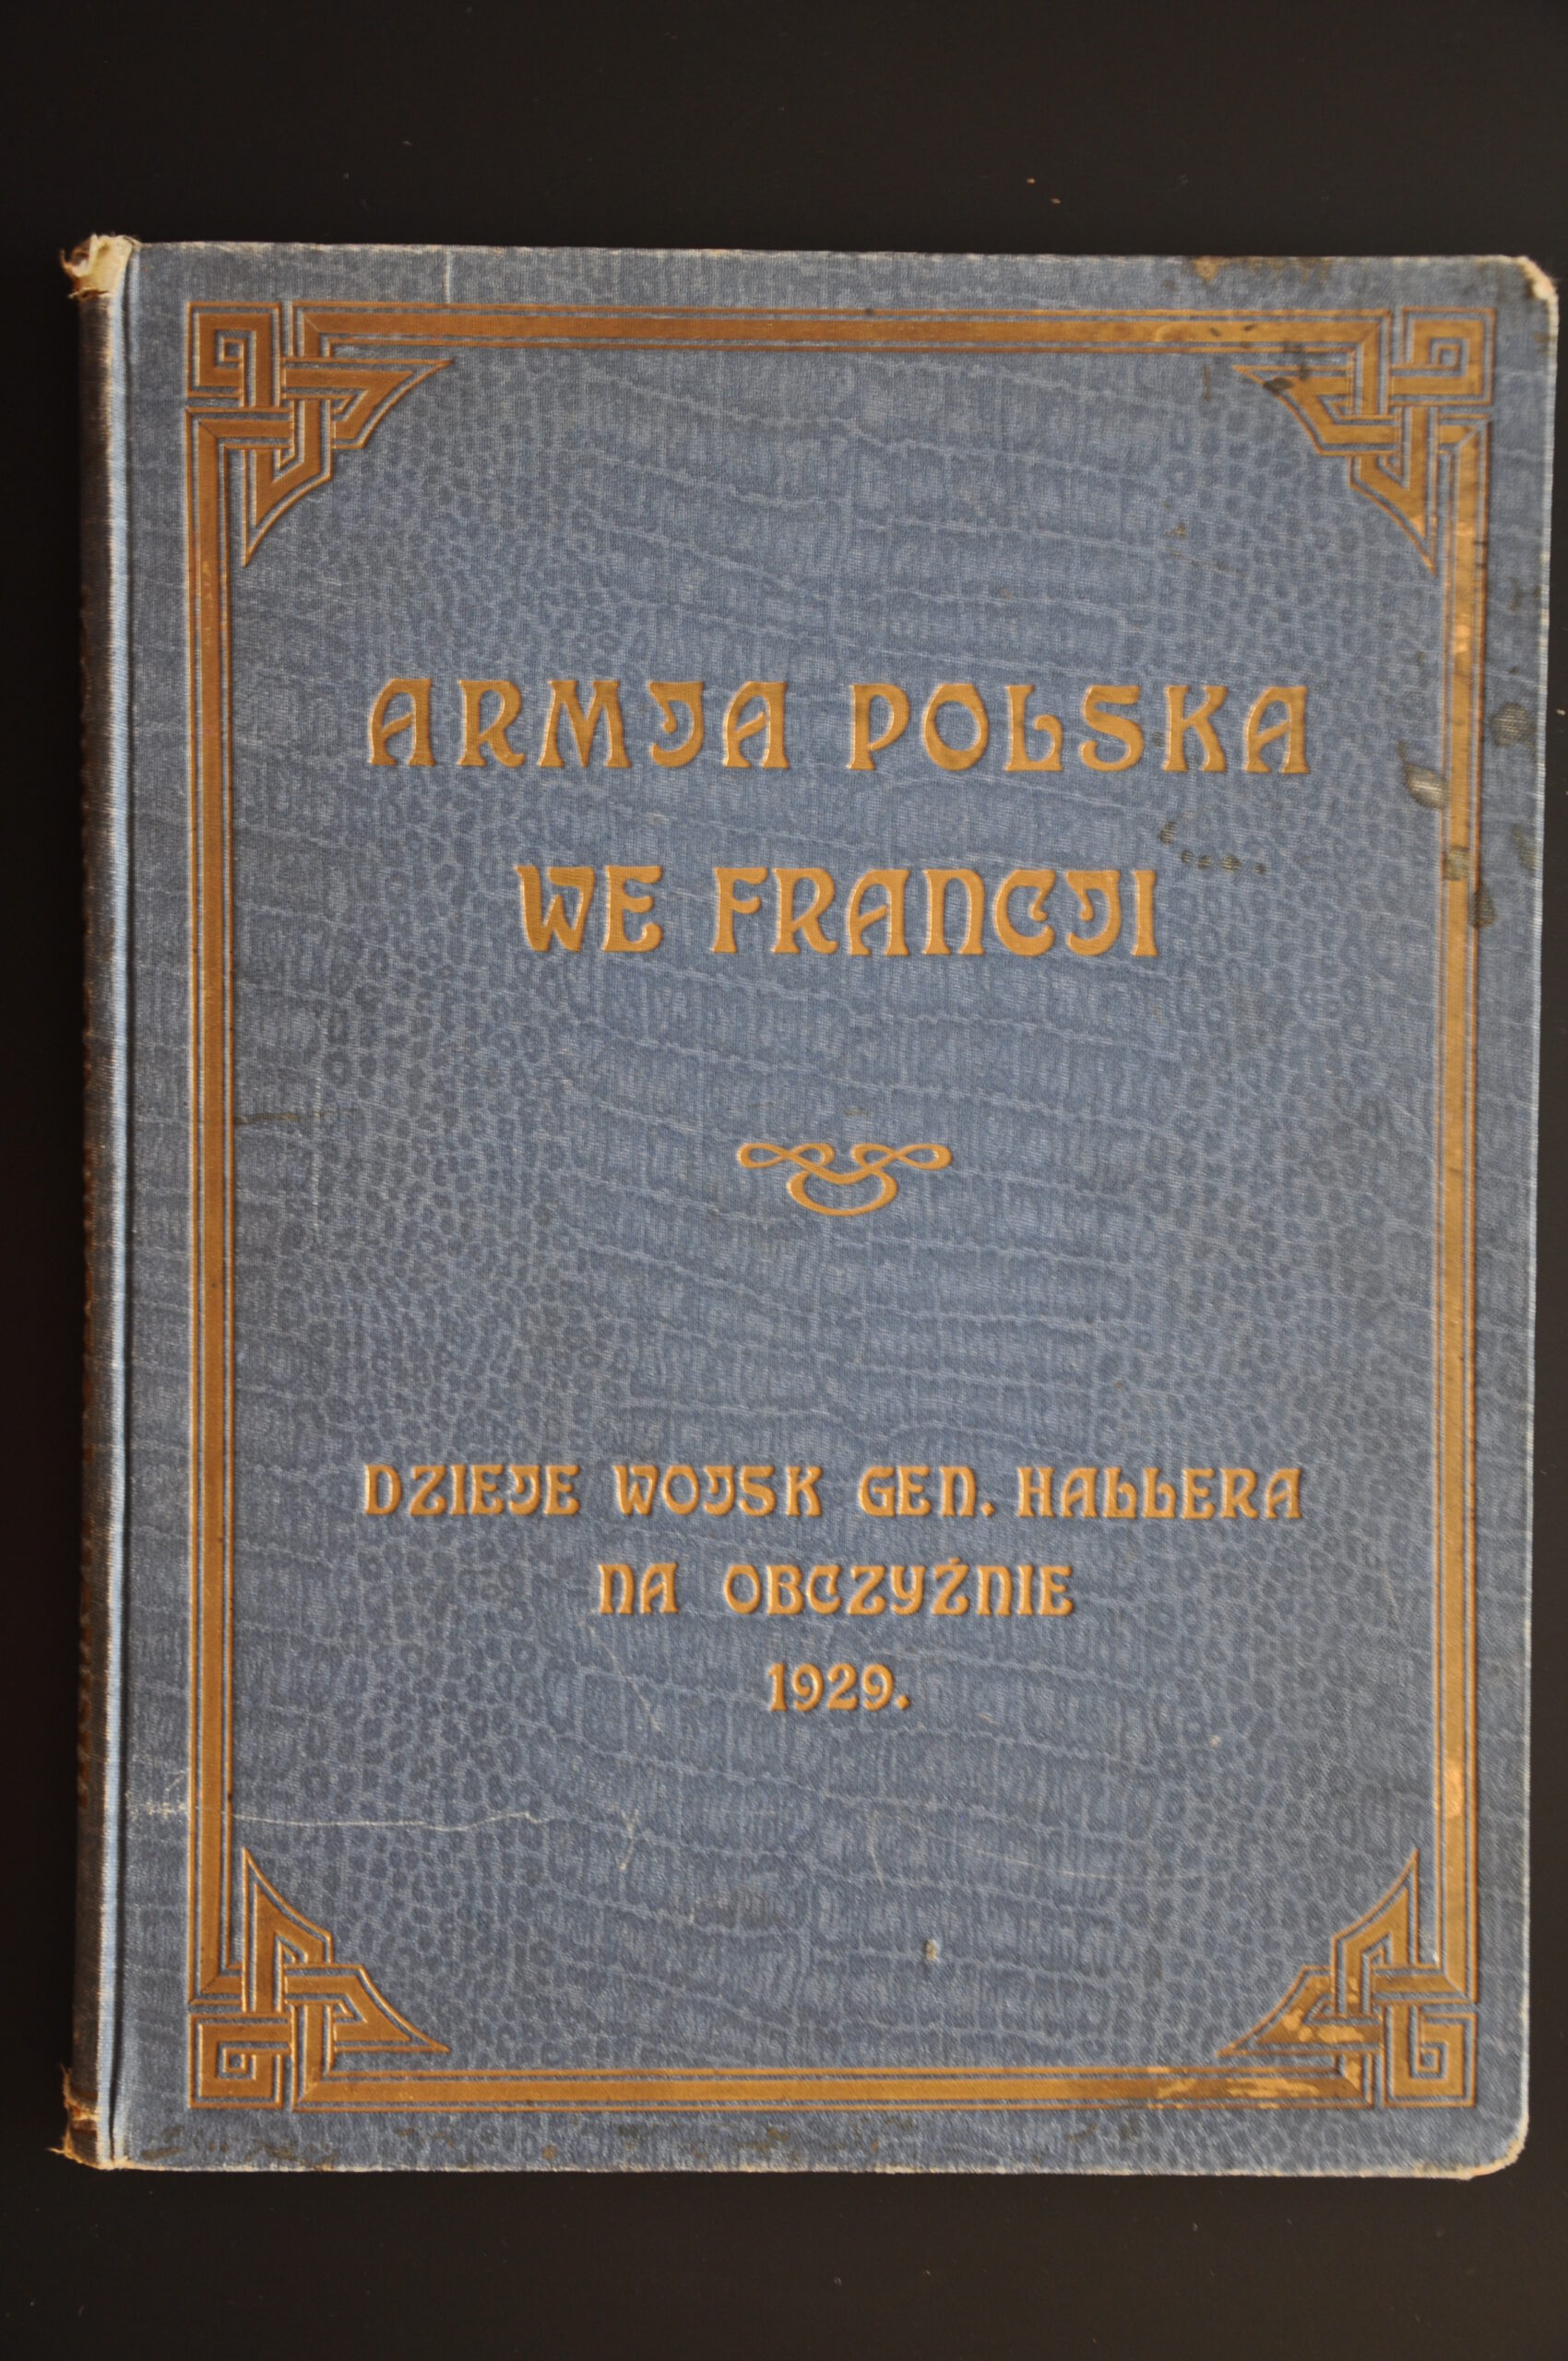 ARMJA POLSKA
WE FRANCJI
DZIEJE WOJSK GEN. HALLERA
NA OBCZYŹNIE
1929.